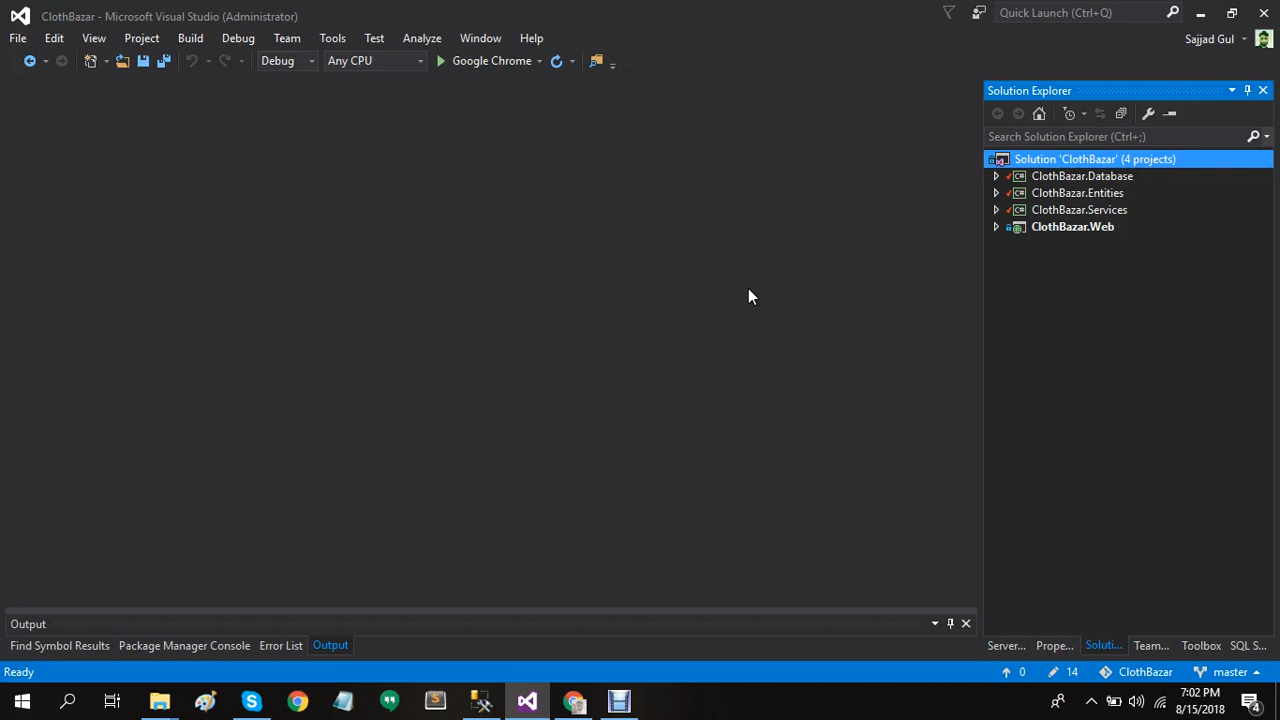 ClothBazar - Microsoft Visual Studio (Administrator)
Quick Launch (Ctrl+Q)
File Edit View Project Build Debug Team Tools Test Analyze Window Help
Sajjad Gul
Debug Any CPU Google Chrome
Solution Explorer
Search Solution Explorer (Ctrl+;)
Solution 'ClothBazar' (4 projects)
C# ClothBazar.Database
C# ClothBazar.Entities
C# ClothBazar.Services
ClothBazar.Web
Output
Find Symbol Results Package Manager Console Error List Output
Server... Prope... Soluti... Team... Toolbox SQL S...
Ready
0 14 ClothBazar master
7:02 PM
8/15/2018
4